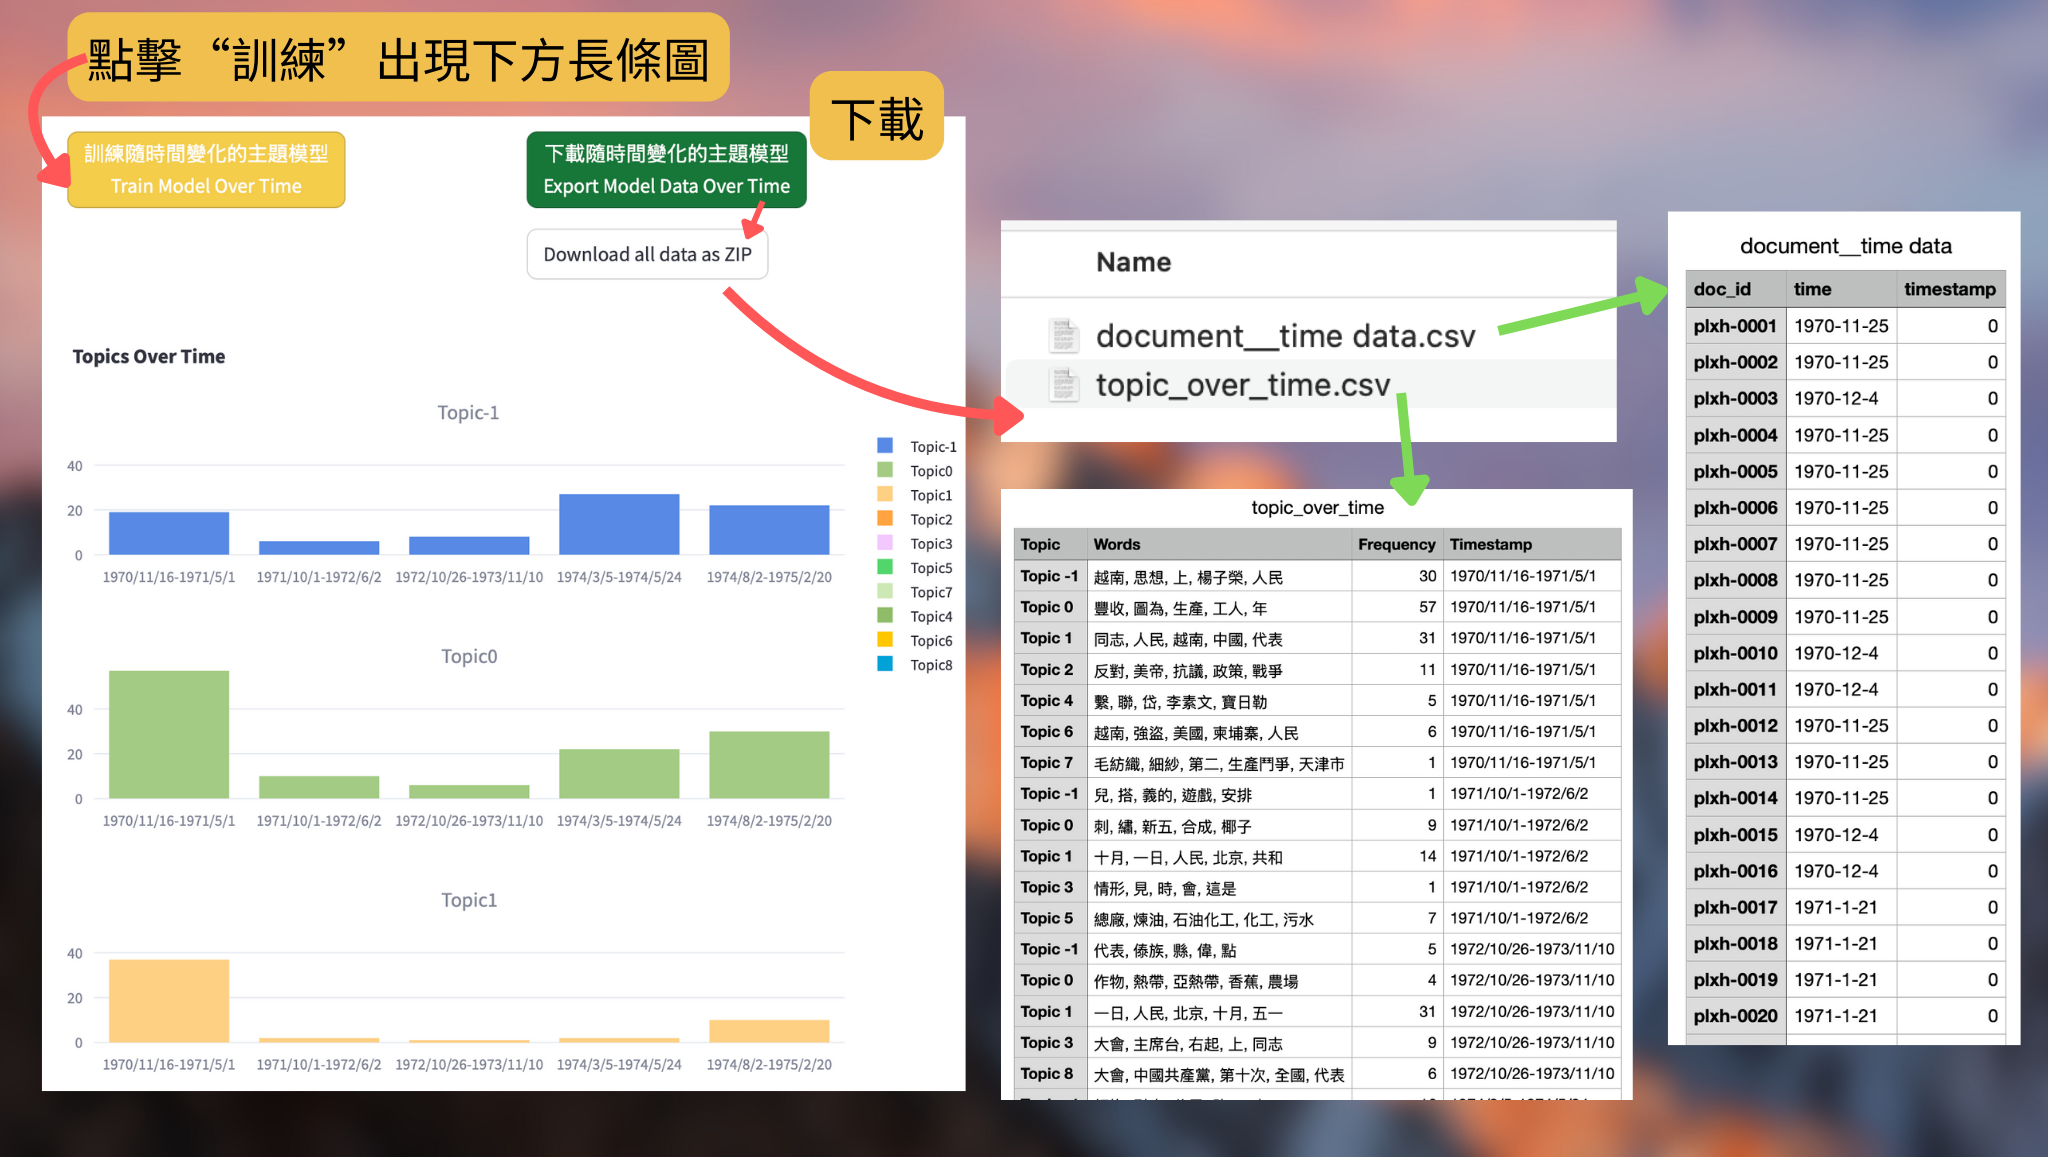 點擊“訓練”出現下方長條圖
下載
訓練隨時間變化的主題模型
Train Model Over Time
下載隨時間變化的主題模型
Export Model Data Over Time
Download all data as ZIP
Topics Over Time
Topic-1
40
20
0
1970/11/16-1971/5/1 1971/10/1-1972/6/2 1972/10/26-1973/11/10 1974/3/5-1974/5/24 1974/8/2-1975/2/20
Topic0
40
20
0
1970/11/16-1971/5/1 1971/10/1-1972/6/2 1972/10/26-1973/11/10 1974/3/5-1974/5/24 1974/8/2-1975/2/20
Topic1
40
20
0
1970/11/16-1971/5/1 1971/10/1-1972/6/2 1972/10/26-1973/11/10 1974/3/5-1974/5/24 1974/8/2-1975/2/20
Topic-1
Topic0
Topic1
Topic2
Topic3
Topic5
Topic7
Topic4
Topic6
Topic8
Name
document__time data.csv
topic_over_time.csv
topic_over_time
Topic Words Frequency Timestamp
Topic -1 越南, 思想, 上, 楊子榮, 人民 30 1970/11/16-1971/5/1
Topic 0 豐收, 圖為, 生產, 工人, 年 57 1970/11/16-1971/5/1
Topic 1 同志, 人民, 越南, 中國, 代表 31 1970/11/16-1971/5/1
Topic 2 反對, 美帝, 抗議, 政策, 戰爭 11 1970/11/16-1971/5/1
Topic 4 繫, 聯, 岱, 李素文, 寶日勒 5 1970/11/16-1971/5/1
Topic 6 越南, 強盜, 美國, 柬埔寨, 人民 6 1970/11/16-1971/5/1
Topic 7 毛紡織, 細紗, 第二, 生產鬥爭, 天津市 1 1970/11/16-1971/5/1
Topic -1 兒, 搭, 義的, 遊戲, 安排 1 1971/10/1-1972/6/2
Topic 0 刺, 繡, 新五, 合成, 椰子 9 1971/10/1-1972/6/2
Topic 1 十月, 一日, 人民, 北京, 共和 14 1971/10/1-1972/6/2
Topic 3 情形, 見, 時, 會, 這是 1 1971/10/1-1972/6/2
Topic 5 總廠, 煉油, 石油化工, 化工, 污水 7 1971/10/1-1972/6/2
Topic -1 代表, 傣族, 縣, 偉, 點 5 1972/10/26-1973/11/10
Topic 0 作物, 熱帶, 亞熱帶, 香蕉, 農場 4 1972/10/26-1973/11/10
Topic 1 一日, 人民, 北京, 十月, 五一 31 1972/10/26-1973/11/10
Topic 3 大會, 主席台, 右起, 上, 同志 9 1972/10/26-1973/11/10
Topic 8 大會, 中國共產黨, 第十次, 全國, 代表 6 1972/10/26-1973/11/10
document__time data
doc_id time timestamp
plxh-0001 1970-11-25 0
plxh-0002 1970-11-25 0
plxh-0003 1970-12-4 0
plxh-0004 1970-11-25 0
plxh-0005 1970-11-25 0
plxh-0006 1970-11-25 0
plxh-0007 1970-11-25 0
plxh-0008 1970-11-25 0
plxh-0009 1970-11-25 0
plxh-0010 1970-12-4 0
plxh-0011 1970-12-4 0
plxh-0012 1970-11-25 0
plxh-0013 1970-11-25 0
plxh-0014 1970-11-25 0
plxh-0015 1970-12-4 0
plxh-0016 1970-12-4 0
plxh-0017 1971-1-21 0
plxh-0018 1971-1-21 0
plxh-0019 1971-1-21 0
plxh-0020 1971-1-21 0